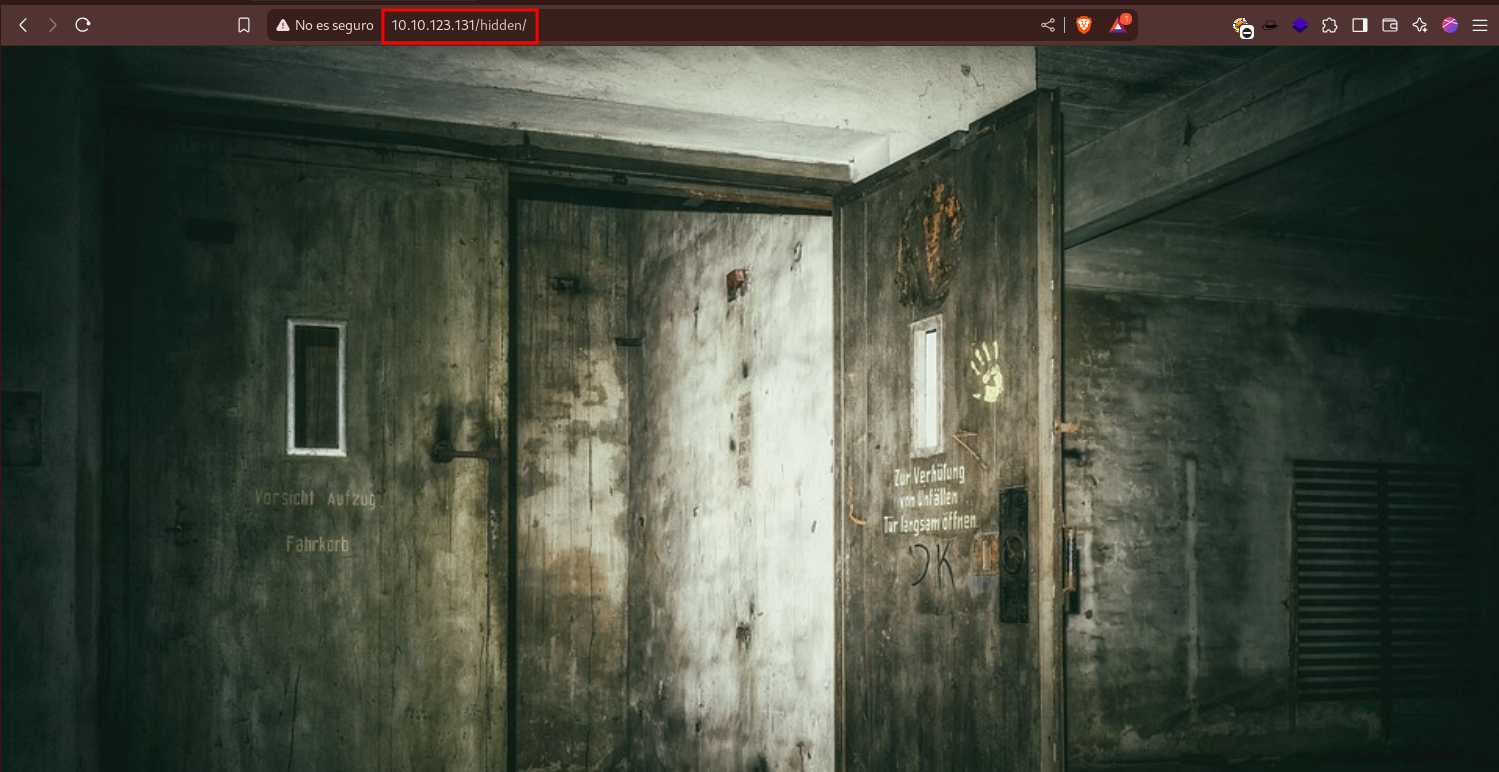 No es seguro
10.10.123.131/hidden/
1
Vorsicht Aufzug
Fahrkorb
Zur Verhütung
von Unfällen
Tür langsam öffnen.
JK